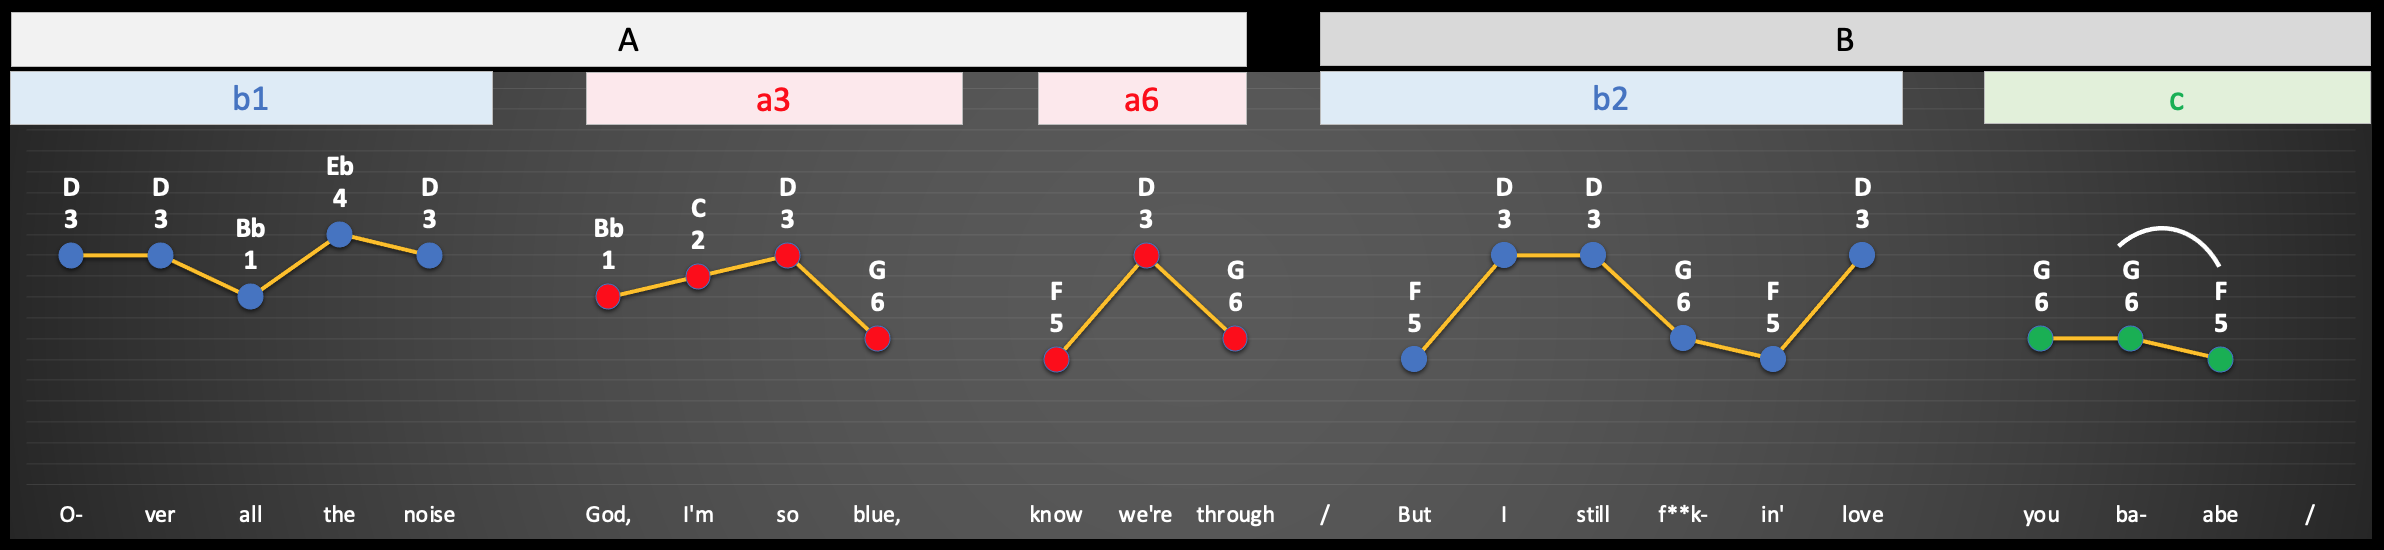 A B
b1 a3 a6 b2 c
D D Bb Eb D Bb C D G F D G F D D G F D G G F
3 3 1 4 3 1 2 3 6 5 3 6 5 3 3 6 5 3 6 6 5
O- ver all the noise God, I'm so blue, know we're through / But I still f**k- in' love you ba- abe /